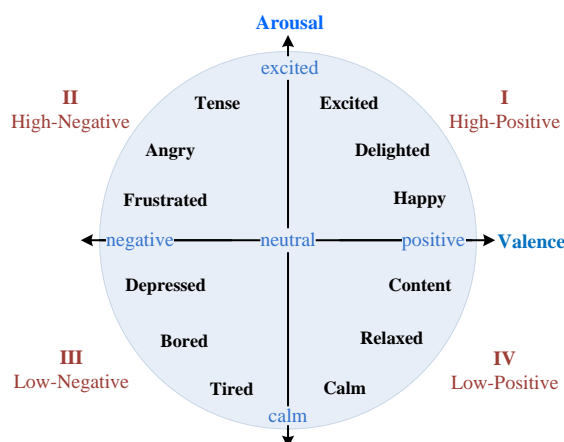 Arousal
excited
II
High-Negative
I
High-Positive
Tense
Excited
Angry
Delighted
Frustrated
Happy
negative
neutral
positive
Valence
Depressed
Content
Bored
Relaxed
III
Low-Negative
IV
Low-Positive
Tired
Calm
calm